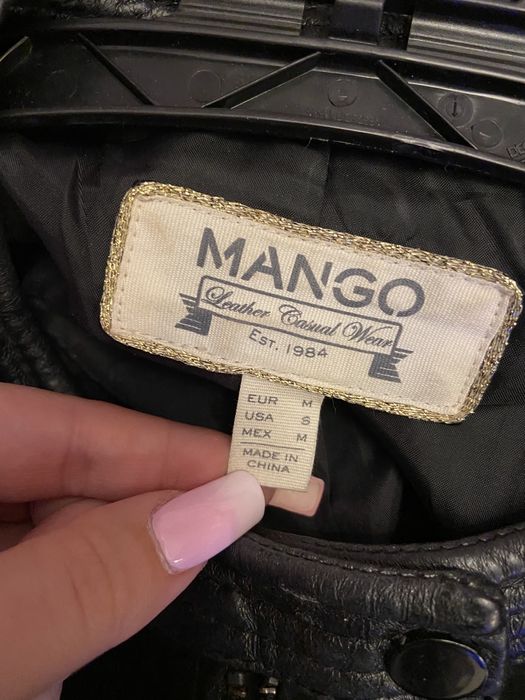 MANGO
Leather Casual Wear
EST. 1984
EUR M
USA S
MEX M
MADE IN
CHINA